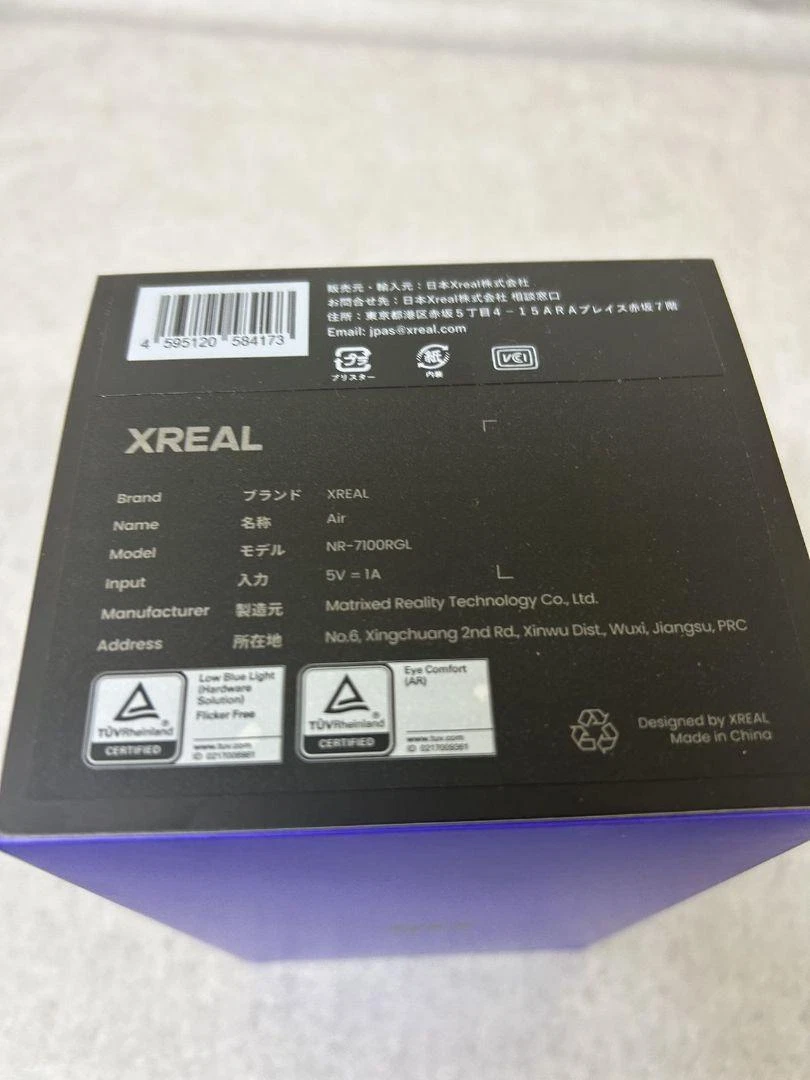 販売元・輸入元：日本Xreal株式会社
お問合せ先：日本Xreal株式会社 相談窓口
住所：東京都港区赤坂５丁目４－１５ＡＲＡプレイス赤坂７階
Email: jpas@xreal.com
4 595120 584173
プラ
ブリスター
紙
内装
VCCI
XREAL
Brand ブランド XREAL
Name 名称 Air
Model モデル NR-7100RGL
Input 入力 5V = 1A
Manufacturer 製造元 Matrixed Reality Technology Co., Ltd.
Address 所在地 No.6, Xingchuang 2nd Rd., Xinwu Dist., Wuxi, Jiangsu, PRC
TÜVRheinland
CERTIFIED
Low Blue Light
(Hardware
Solution)
Flicker Free
www.tuv.com
TÜVRheinland
CERTIFIED
Eye Comfort
(AR)
www.tuv.com
Designed by XREAL
Made in China